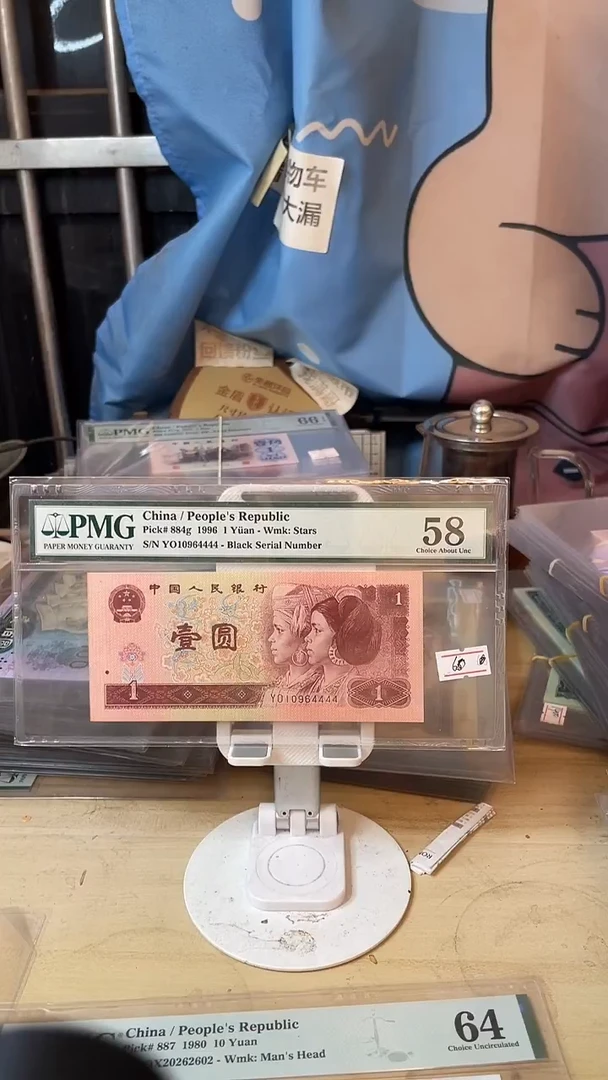 物车
大漏
PMG
66
PMG
PAPER MONEY GUARANTY
China / People's Republic
Pick# 884g 1996 1 Yüan - Wmk: Stars
S/N YO10964444 - Black Serial Number
58
Choice About Unc
中国人民银行
壹圆
1
1
YO10964444
1
60
China / People's Republic
Pick# 887 1980 10 Yuan
X20262602 - Wmk: Man's Head
64
Choice Uncirculated